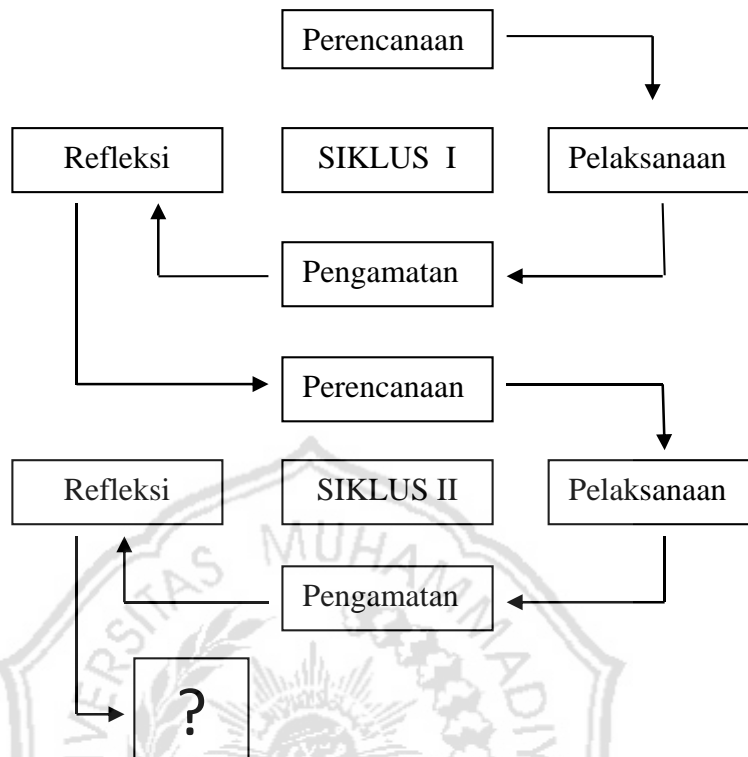 Perencanaan
Refleksi
SIKLUS I
Pelaksanaan
Pengamatan
Perencanaan
Refleksi
SIKLUS II
Pelaksanaan
Pengamatan
?